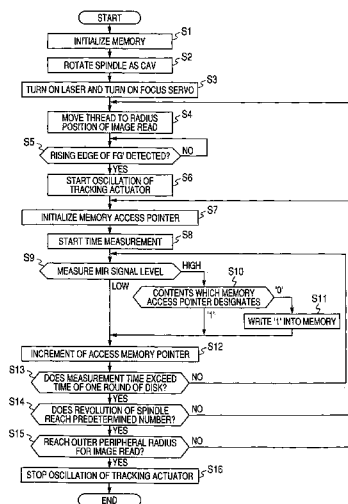 START
S1
INITIALIZE MEMORY
S2
ROTATE SPINDLE AS CAV
S3
TURN ON LASER AND TURN ON FOCUS SERVO
S4
MOVE THREAD TO RADIUS
POSITION OF IMAGE READ
S5
RISING EDGE OF FG' DETECTED?
NO
YES
S6
START OSCILLATION OF
TRACKING ACTUATOR
S7
INITIALIZE MEMORY ACCESS POINTER
S8
START TIME MEASUREMENT
S9
MEASURE MIR SIGNAL LEVEL
HIGH
LOW
S10
CONTENTS WHICH MEMORY
ACCESS POINTER DESIGNATES
'0'
'1'
S11
WRITE '1' INTO MEMORY
S12
INCREMENT OF ACCESS MEMORY POINTER
S13
DOES MEASUREMENT TIME EXCEED
TIME OF ONE ROUND OF DISK?
NO
YES
S14
DOES REVOLUTION OF SPINDLE
REACH PREDETERMINED NUMBER?
NO
YES
S15
REACH OUTER PERIPHERAL RADIUS
FOR IMAGE READ?
NO
YES
S16
STOP OSCILLATION OF TRACKING ACTUATOR
END